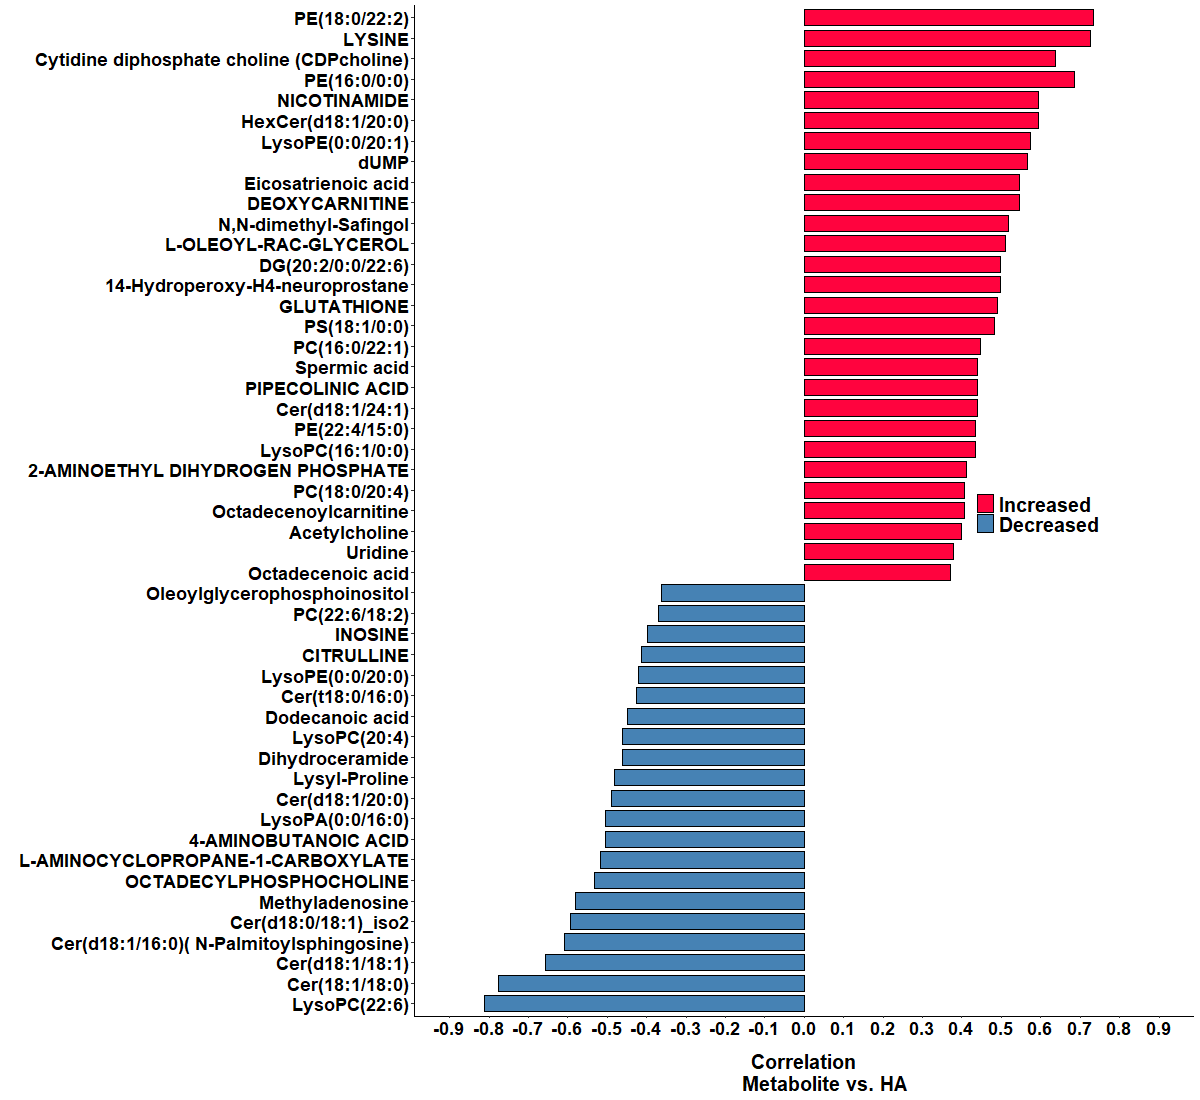 PE(18:0/22:2)
LYSINE
Cytidine diphosphate choline (CDPcholine)
PE(16:0/0:0)
NICOTINAMIDE
HexCer(d18:1/20:0)
LysoPE(0:0/20:1)
dUMP
Eicosatrienoic acid
DEOXYCARNITINE
N,N-dimethyl-Safingol
L-OLEOYL-RAC-GLYCEROL
DG(20:2/0:0/22:6)
14-Hydroperoxy-H4-neuroprostane
GLUTATHIONE
PS(18:1/0:0)
PC(16:0/22:1)
Spermic acid
PIPECOLINIC ACID
Cer(d18:1/24:1)
PE(22:4/15:0)
LysoPC(16:1/0:0)
2-AMINOETHYL DIHYDROGEN PHOSPHATE
PC(18:0/20:4)
Octadecenoylcarnitine
Acetylcholine
Uridine
Octadecenoic acid
Oleoylglycerophosphoinositol
PC(22:6/18:2)
INOSINE
CITRULLINE
LysoPE(0:0/20:0)
Cer(t18:0/16:0)
Dodecanoic acid
LysoPC(20:4)
Dihydroceramide
Lysyl-Proline
Cer(d18:1/20:0)
LysoPA(0:0/16:0)
4-AMINOBUTANOIC ACID
L-AMINOCYCLOPROPANE-1-CARBOXYLATE
OCTADECYLPHOSPHOCHOLINE
Methyladenosine
Cer(d18:0/18:1)_iso2
Cer(d18:1/16:0)( N-Palmitoylsphingosine)
Cer(d18:1/18:1)
Cer(18:1/18:0)
LysoPC(22:6)
Increased
Decreased
-0.9 -0.8 -0.7 -0.6 -0.5 -0.4 -0.3 -0.2 -0.1 0.0 0.1 0.2 0.3 0.4 0.5 0.6 0.7 0.8 0.9
Correlation
Metabolite vs. HA